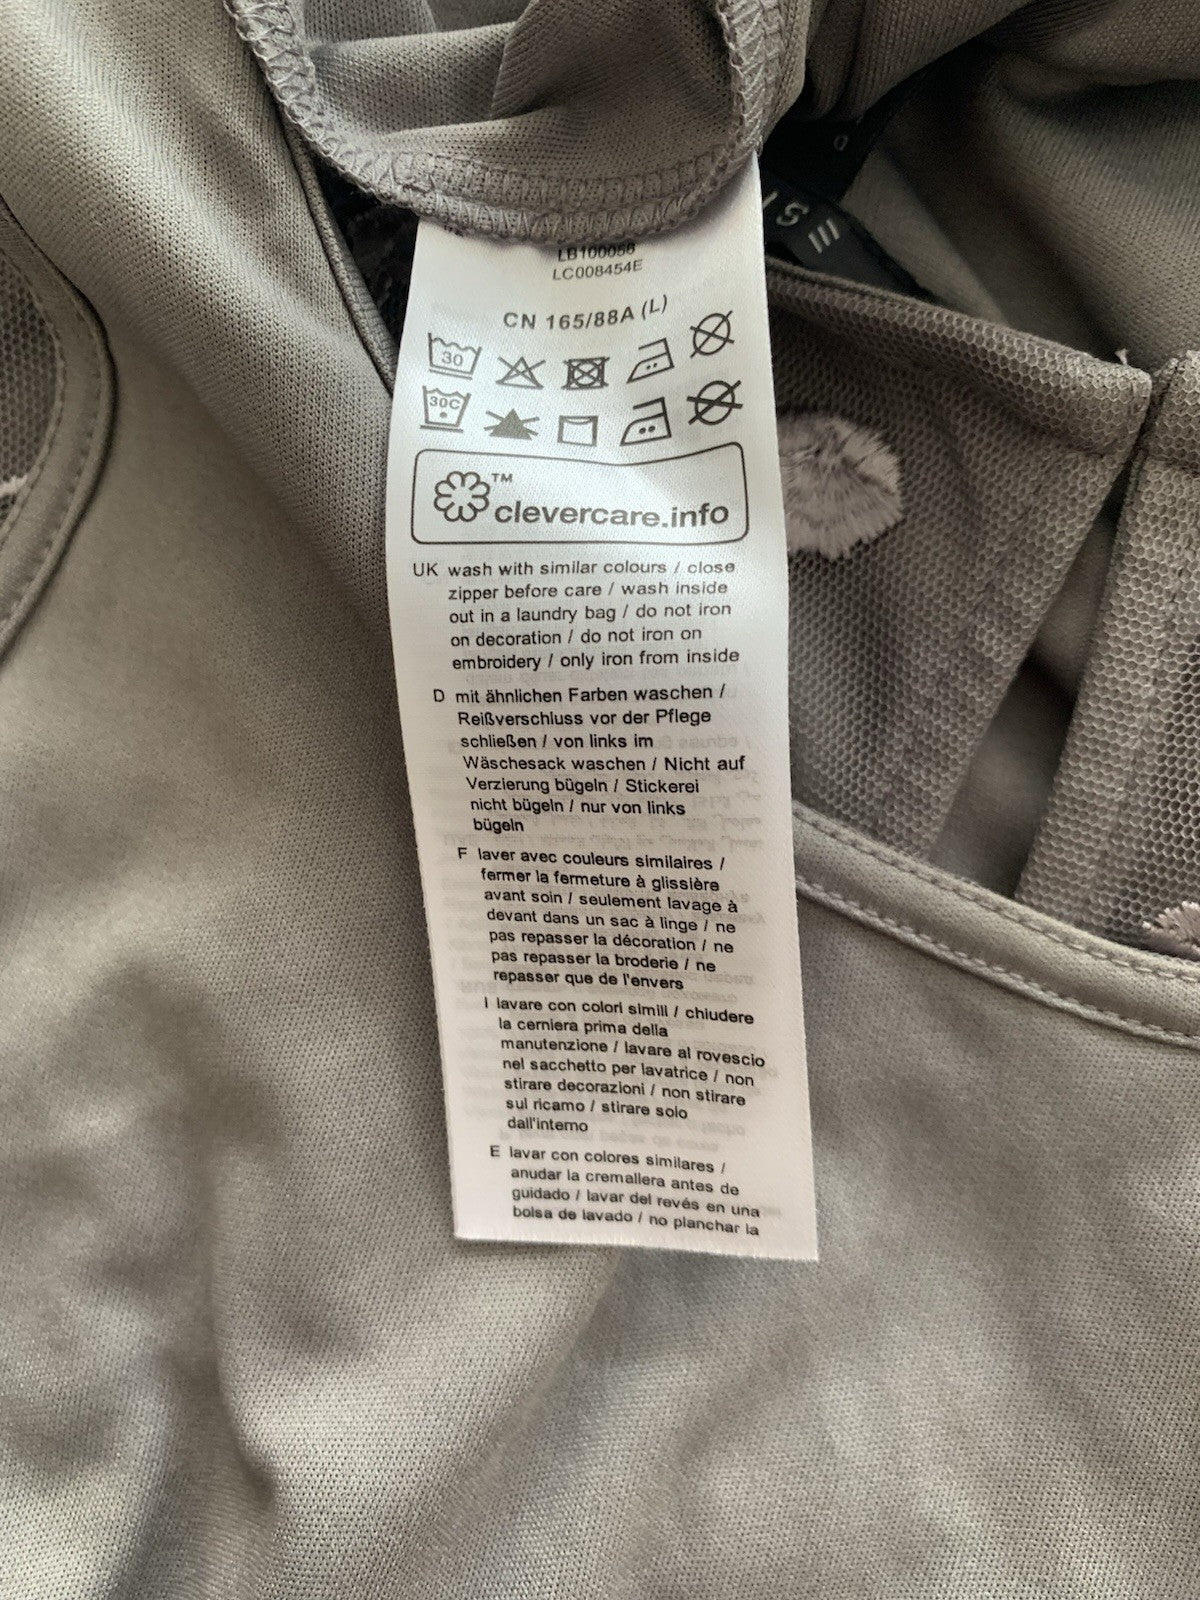 LB100056
LC008454E
CN 165/88A (L)
30
30C
TM
clevercare.info
UK wash with similar colours / close
zipper before care / wash inside
out in a laundry bag / do not iron
on decoration / do not iron on
embroidery / only iron from inside
D mit ähnlichen Farben waschen /
Reißverschluss vor der Pflege
schließen / von links im
Wäschesack waschen / Nicht auf
Verzierung bügeln / Stickerei
nicht bügeln / nur von links
bügeln
F laver avec couleurs similaires /
fermer la fermeture à glissière
avant soin / seulement lavage à
devant dans un sac à linge / ne
pas repasser la décoration / ne
pas repasser la broderie / ne
repasser que de l'envers
I lavare con colori simili / chiudere
la cerniera prima della
manutenzione / lavare al rovescio
nel sacchetto per lavatrice / non
stirare decorazioni / non stirare
sul ricamo / stirare solo
dall'interno
E lavar con colores similares /
anudar la cremallera antes de
guidado / lavar del revés en una
bolsa de lavado / no planchar la